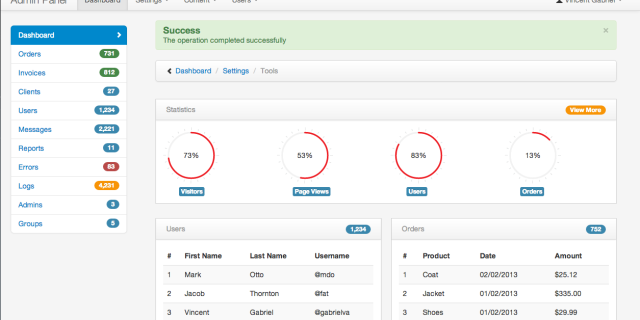 Admin Panel Dashboard Settings Content Users Vincent Gabriel
Dashboard
Orders 731
Invoices 812
Clients 27
Users 1,234
Messages 2,221
Reports 11
Errors 83
Logs 4,231
Admins 3
Groups 5
Success ×
The operation completed successfully
Dashboard / Settings / Tools
Statistics View More
73% 53% 83% 13%
Visitors Page Views Users Orders
Users 1,234
# First Name Last Name Username
1 Mark Otto @mdo
2 Jacob Thornton @fat
3 Vincent Gabriel @gabrielva
Orders 752
# Product Date Amount
1 Coat 02/02/2013 $25.12
2 Jacket 01/02/2013 $335.00
3 Shoes 01/02/2013 $29.99